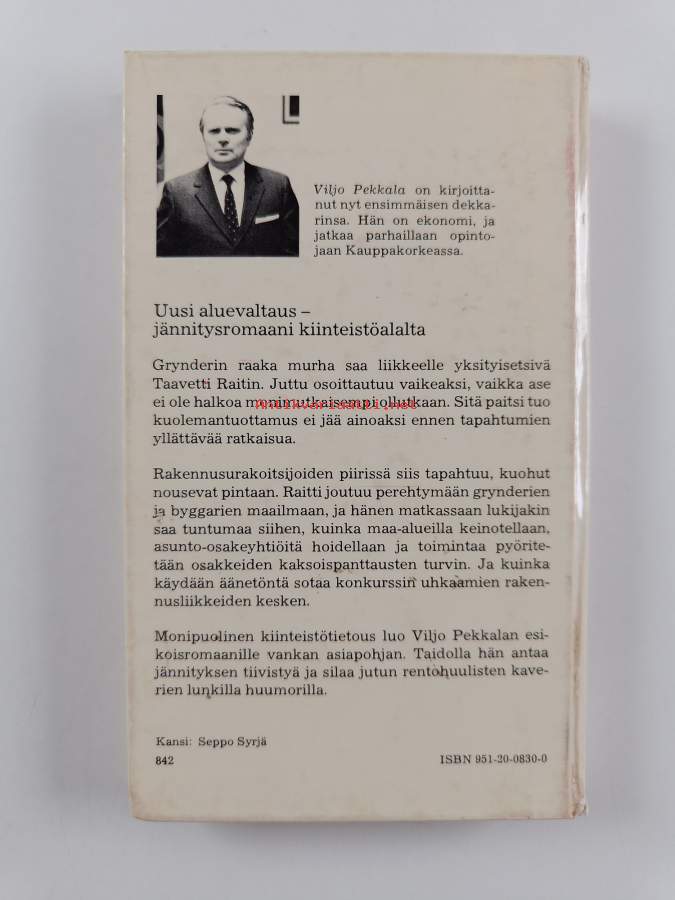 Viljo Pekkala on kirjoitta-
nut nyt ensimmäisen dekka-
rinsa. Hän on ekonomi, ja
jatkaa parhaillaan opinto-
jaan Kauppakorkeassa.
Uusi aluevaltaus –
jännitysromaani kiinteistöalalta
Grynderin raaka murha saa liikkeelle yksityisetsivä
Taavetti Raitin. Juttu osoittautuu vaikeaksi, vaikka ase
ei ole halkoa monimutkaisempi ollutkaan. Sitä paitsi tuo
Antikvariaatti.net
kuolemantuottamus ei jää ainoaksi ennen tapahtumien
yllättävää ratkaisua.
Rakennusurakoitsijoiden piirissä siis tapahtuu, kuohut
nousevat pintaan. Raitti joutuu perehtymään grynderien
ja byggarien maailmaan, ja hänen matkassaan lukijakin
saa tuntumaa siihen, kuinka maa-alueilla keinotellaan,
asunto-osakeyhtiöitä hoidellaan ja toimintaa pyörite-
tään osakkeiden kaksoispanttausten turvin. Ja kuinka
käydään äänetöntä sotaa konkurssin uhkaamien raken-
nusliikkeiden kesken.
Monipuolinen kiinteistötietous luo Viljo Pekkalan esi-
koisromaanille vankan asiapohjan. Taidolla hän antaa
jännityksen tiivistyä ja silaa jutun rentohuulisten kave-
rien lunkilla huumorilla.
Kansi: Seppo Syrjä
842 ISBN 951-20-0830-0